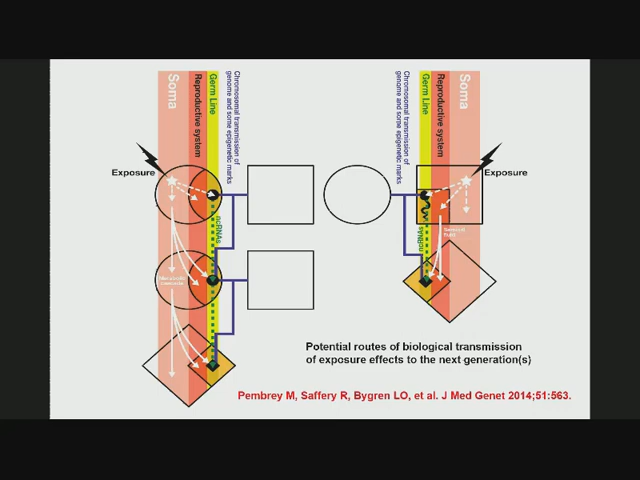 Soma
Reproductive system
Germ Line
Chromosomal transmission of
genome and some epigenetic marks
Exposure
ncRNAs
Chromosomal transmission of
genome and some epigenetic marks
Germ Line
Reproductive system
Soma
Exposure
ncRNAs
Potential routes of biological transmission
of exposure effects to the next generation(s)
Pembrey M, Saffery R, Bygren LO, et al. J Med Genet 2014;51:563.